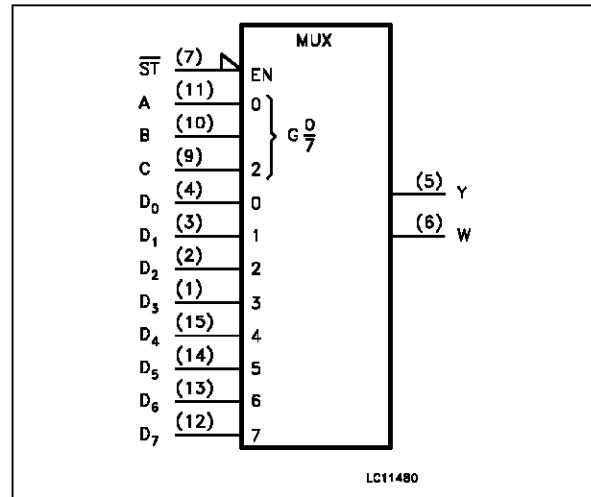 MUX
S̅T̅ (7) EN
A (11) 0
B (10) G 0/7
C (9) 2
D₀ (4) 0
D₁ (3) 1
D₂ (2) 2
D₃ (1) 3
D₄ (15) 4
D₅ (14) 5
D₆ (13) 6
D₇ (12) 7
(5) Y
(6) W
LC11480